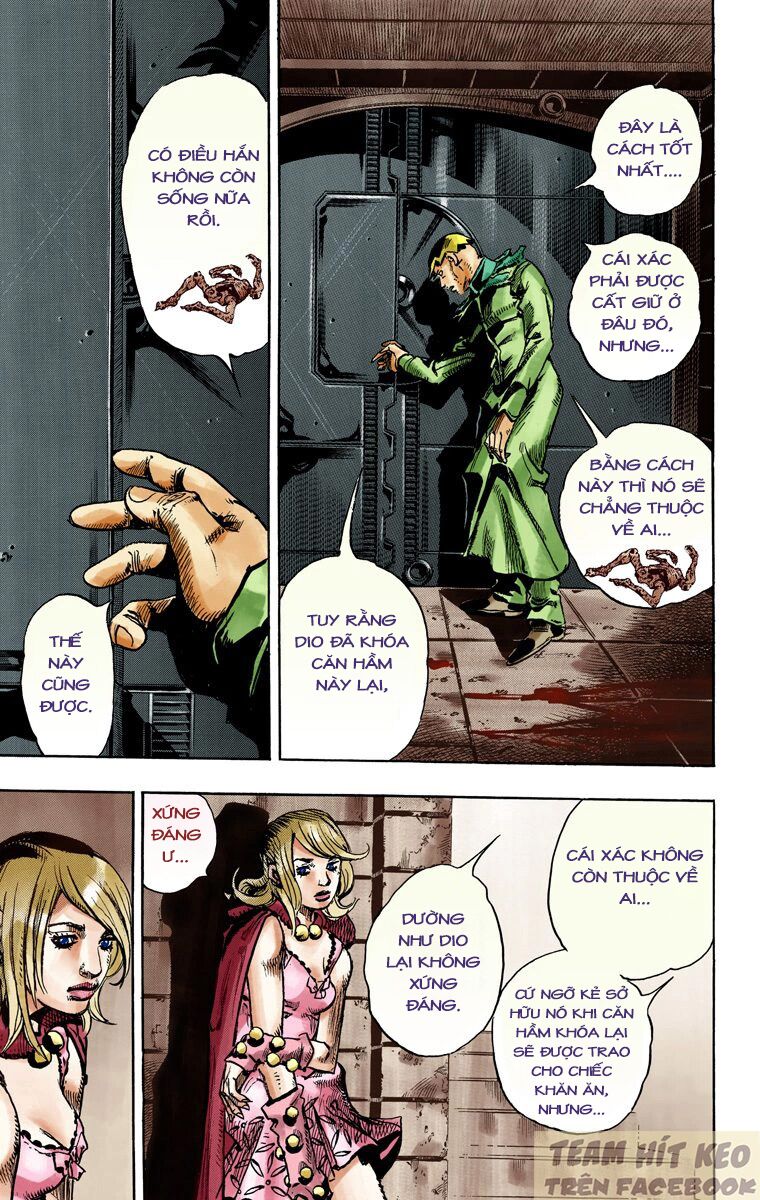 ĐÂY LÀ
CÁCH TỐT
NHẤT....
CÁI XÁC
PHẢI ĐƯỢC
CẤT GIỮ Ở
ĐÂU ĐÓ,
NHƯNG...
BẰNG CÁCH
NÀY THÌ NÓ SẼ
CHẲNG THUỘC
VỀ AI...
TUY RẰNG
DIO ĐÃ KHÓA
CĂN HẦM
NÀY LẠI,
CÓ ĐIỀU HẮN
KHÔNG CÒN
SỐNG NỮA
RỒI.
THẾ
NÀY CŨNG
ĐƯỢC.
CÁI XÁC KHÔNG
CÒN THUỘC VỀ
AI...
CỨ NGỠ KẺ SỞ
HỮU NÓ KHI CĂN
HẦM KHÓA LẠI
SẼ ĐƯỢC TRAO
CHO CHIẾC
KHĂN ĂN,
NHƯNG...
DƯỜNG
NHƯ DIO
LẠI KHÔNG
XỨNG
ĐÁNG.
XỨNG
ĐÁNG
Ư...
TEAM HÍT KEO
TRÊN FACEBOOK